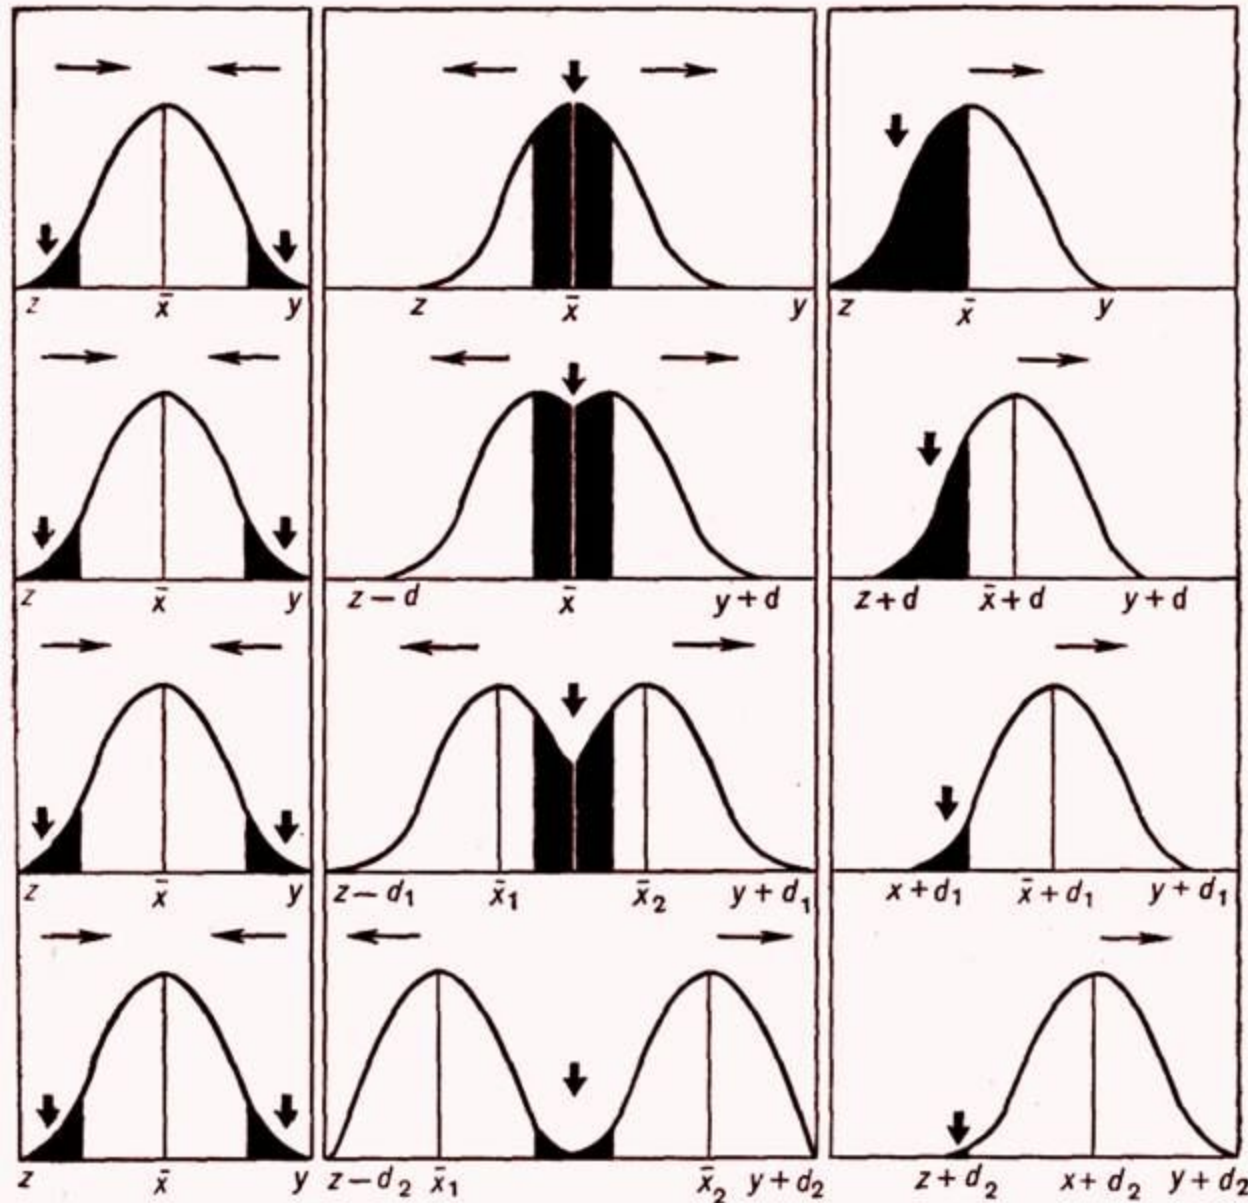 z x̄ y z x̄ y z x̄ y
z x̄ y z–d x̄ y+d z+d x̄+d y+d
z x̄ y z–d₁ x̄₁ x̄₂ y+d₁ x+d₁ x̄+d₁ y+d₁
z x̄ y z–d₂ x̄₁ x̄₂ y+d₂ z+d₂ x+d₂ y+d₂